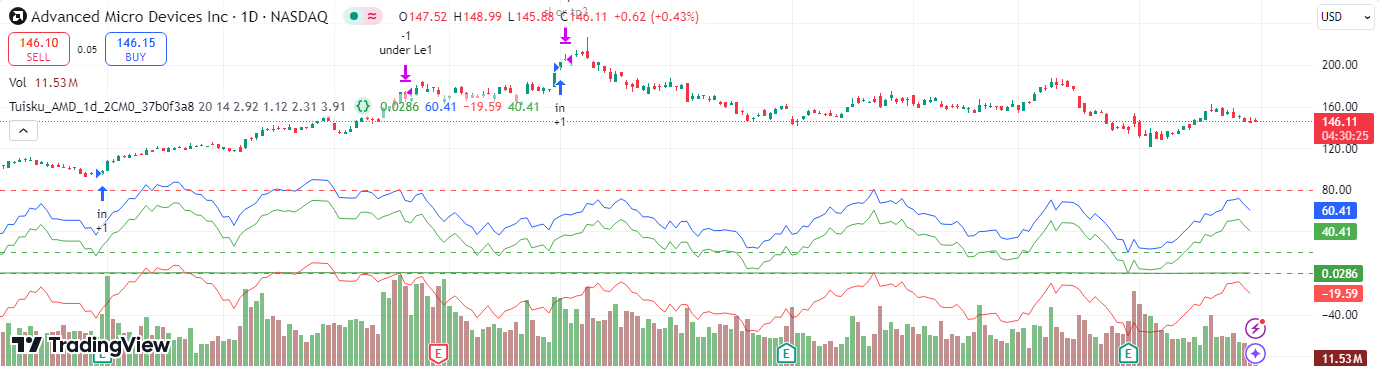 Advanced Micro Devices Inc · 1D · NASDAQ O147.52 H148.99 L145.88 C146.11 +0.62 (+0.43%)
USD
146.10
SELL
0.05
146.15
BUY
Vol 11.53M
Tuisku_AMD_1d_2CM0_37b0f3a8 20 14 2.92 1.12 2.31 3.91 0.0286 60.41 −19.59 40.41
-1
under Le1
in
+1
in
+1
200.00
160.00
146.11
04:30:25
120.00
80.00
60.41
40.41
0.0286
−19.59
−40.00
11.53M
TradingView
E
E
E
E